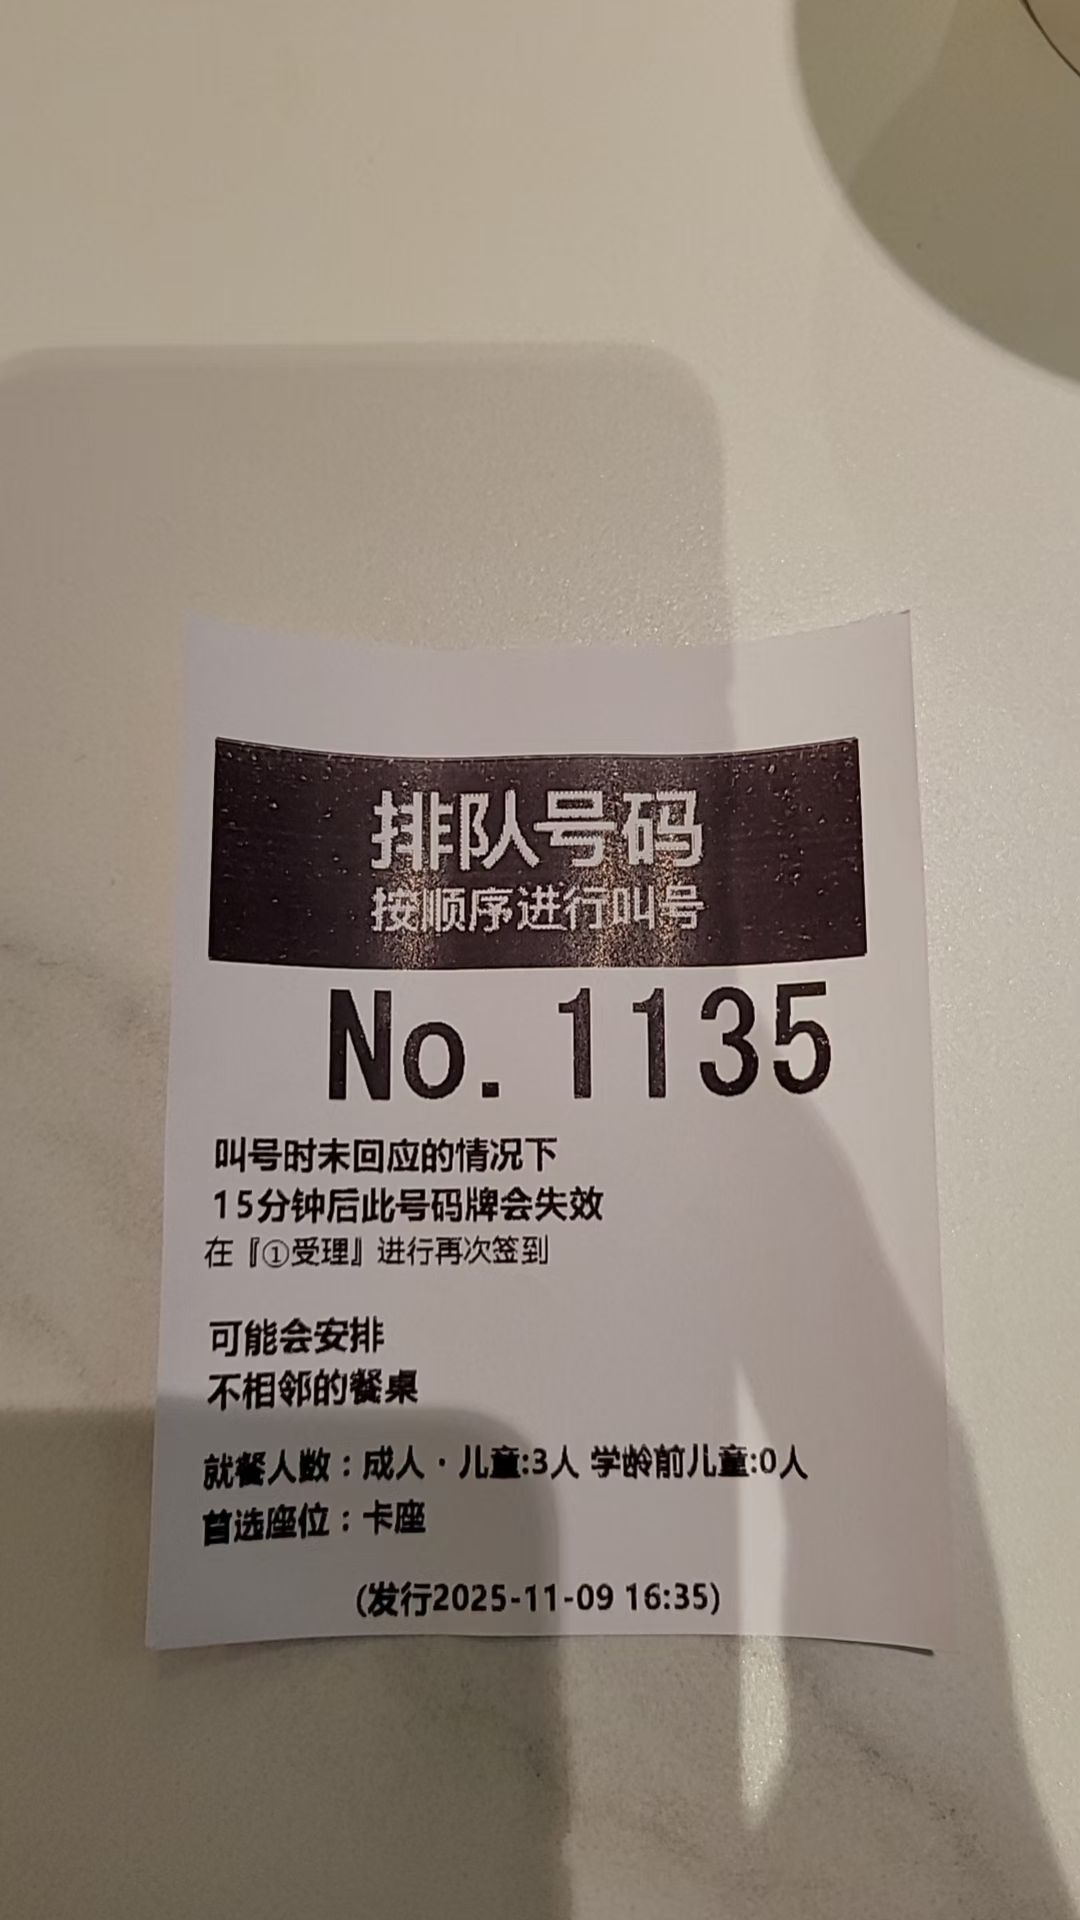 排队号码
按顺序进行叫号
No. 1135
叫号时未回应的情况下
15分钟后此号码牌会失效
在『①受理』进行再次签到
可能会安排
不相邻的餐桌
就餐人数：成人・儿童:3人 学龄前儿童:0人
首选座位：卡座
(发行2025-11-09 16:35)